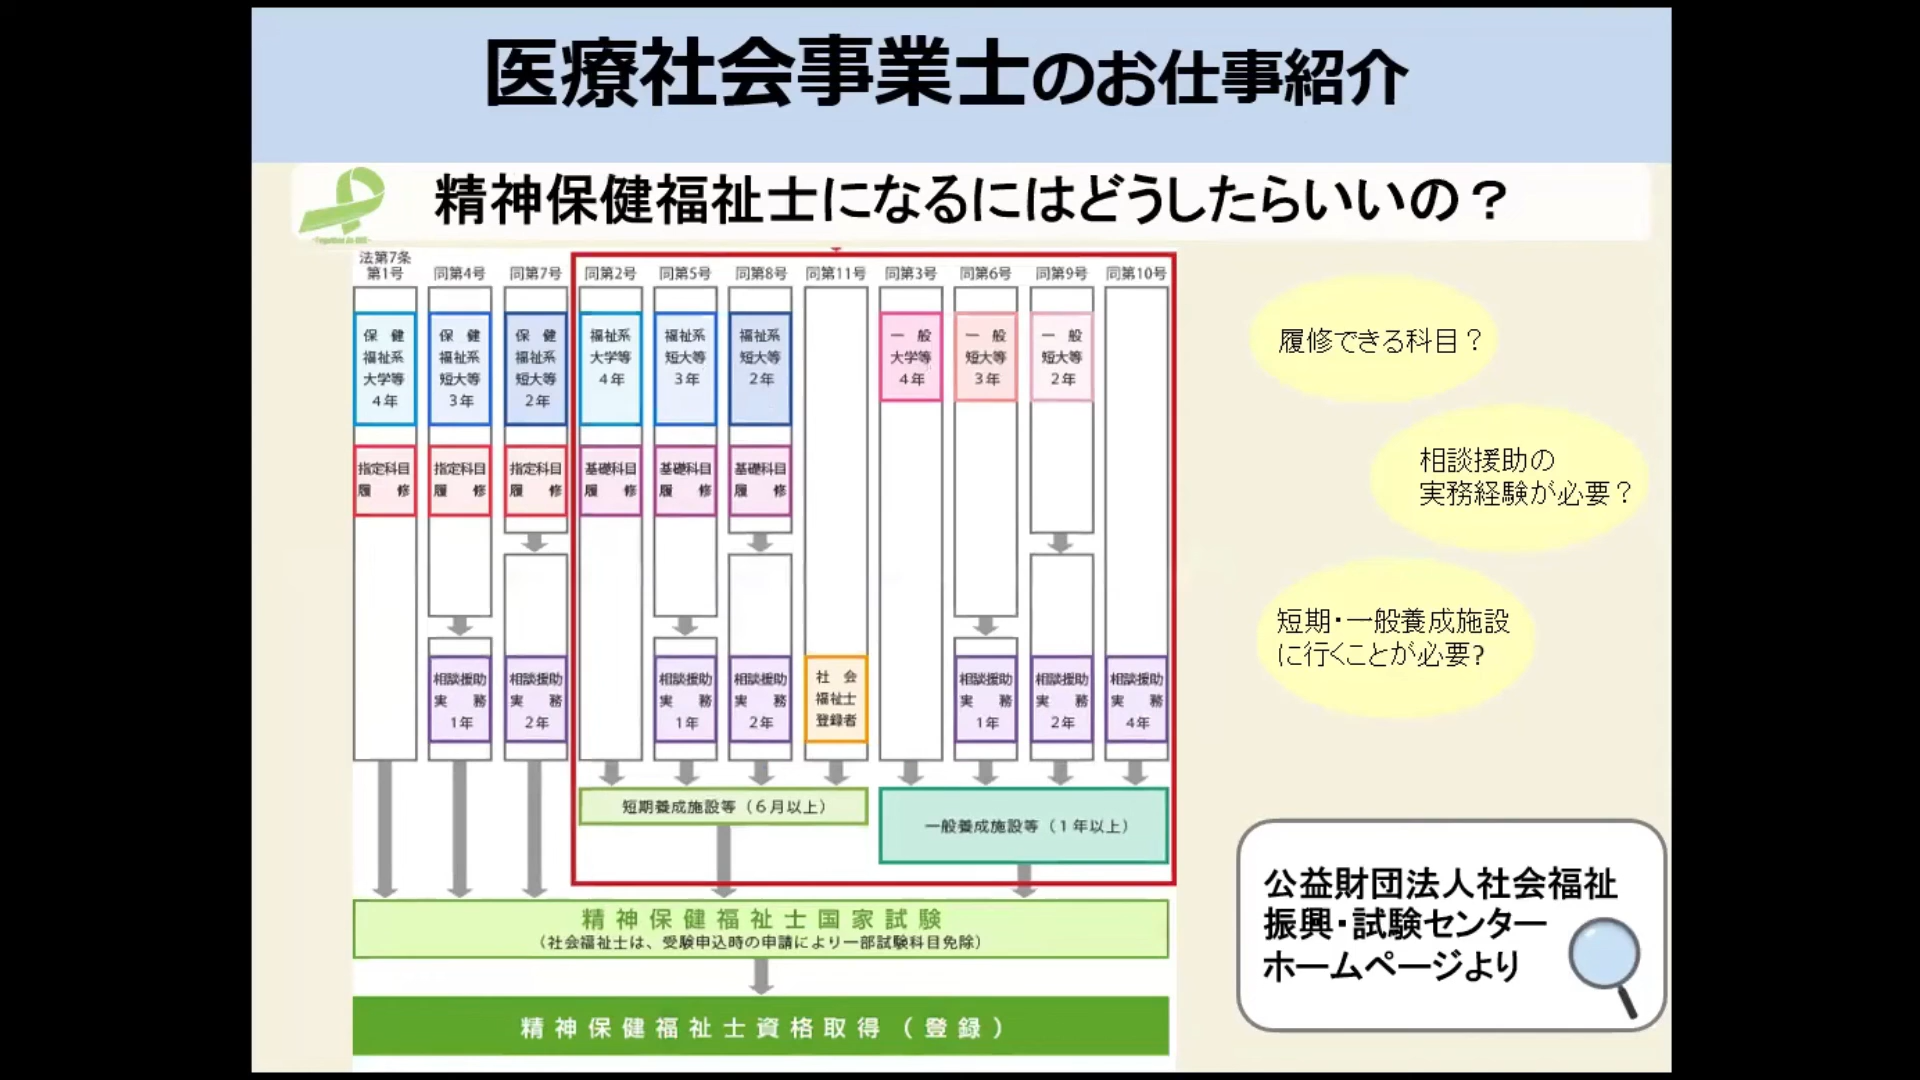 医療社会事業士のお仕事紹介
精神保健福祉士になるにはどうしたらいいの？
法第7条
第1号
同第4号
同第7号
同第2号
同第5号
同第8号
同第11号
同第3号
同第6号
同第9号
同第10号
保 健
福祉系
大学等
4年
保 健
福祉系
短大等
3年
保 健
福祉系
短大等
2年
福祉系
大学等
4年
福祉系
短大等
3年
福祉系
短大等
2年
一 般
大学等
4年
一 般
短大等
3年
一 般
短大等
2年
指定科目
履 修
指定科目
履 修
指定科目
履 修
基礎科目
履 修
基礎科目
履 修
基礎科目
履 修
相談援助
実 務
1年
相談援助
実 務
2年
相談援助
実 務
1年
相談援助
実 務
2年
社 会
福祉士
登録者
相談援助
実 務
1年
相談援助
実 務
2年
相談援助
実 務
4年
短期養成施設等（6月以上）
一般養成施設等（1年以上）
精神保健福祉士国家試験
（社会福祉士は、受験申込時の申請により一部試験科目免除）
精神保健福祉士資格取得（登録）
履修できる科目？
相談援助の
実務経験が必要？
短期・一般養成施設
に行くことが必要?
公益財団法人社会福祉
振興・試験センター
ホームページより